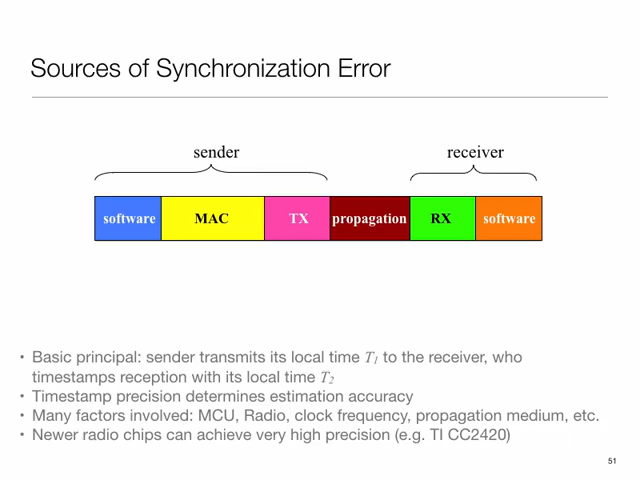 Sources of Synchronization Error
sender
receiver
software MAC TX propagation RX software
• Basic principal: sender transmits its local time T1 to the receiver, who
timestamps reception with its local time T2
• Timestamp precision determines estimation accuracy
• Many factors involved: MCU, Radio, clock frequency, propagation medium, etc.
• Newer radio chips can achieve very high precision (e.g. TI CC2420)
51